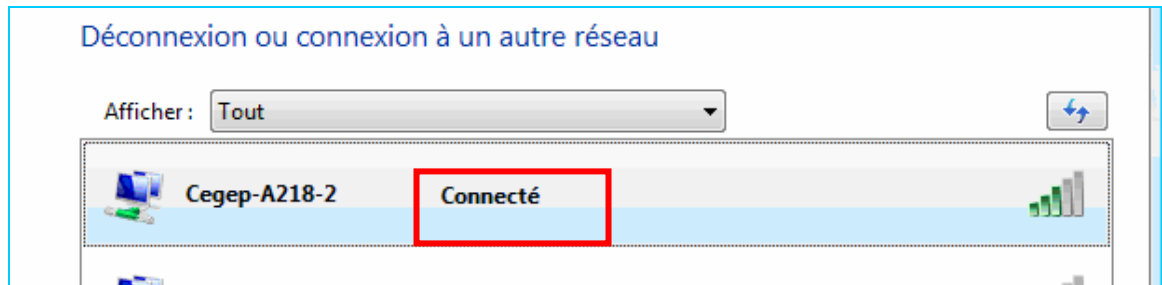 Déconnexion ou connexion à un autre réseau
Afficher : Tout
Cegep-A218-2 Connecté